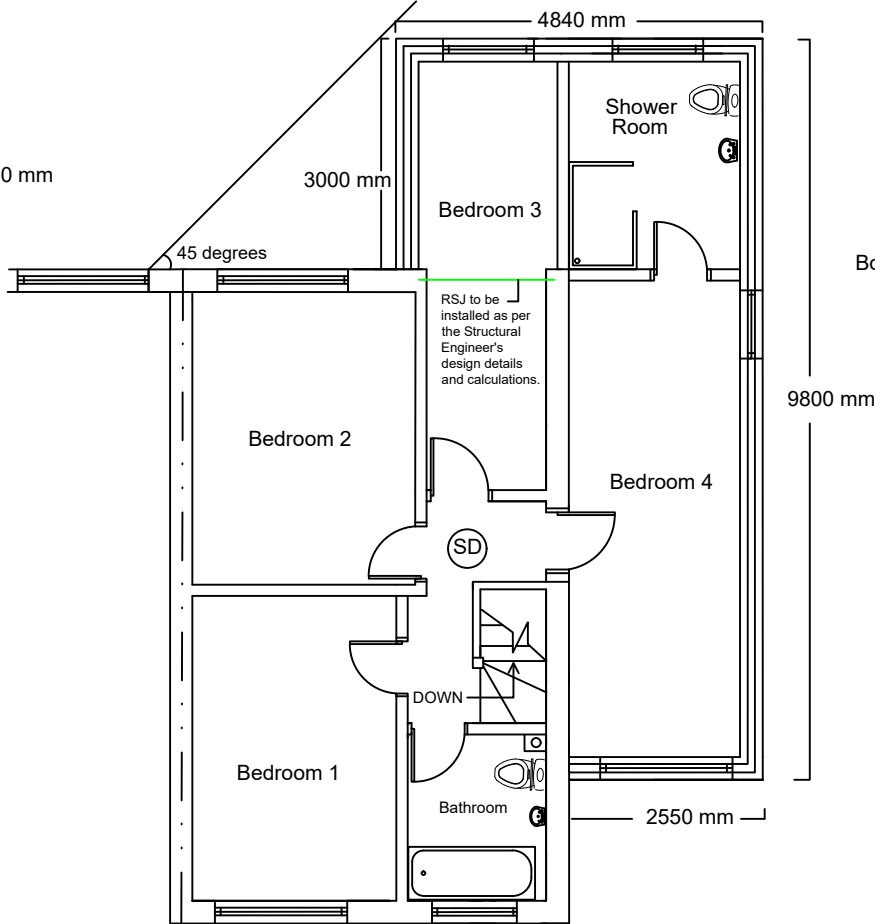 4840 mm
Shower
Room
0 mm
3000 mm
Bedroom 3
45 degrees
Bo
RSJ to be
installed as per
the Structural
Engineer's
design details
and calculations.
9800 mm
Bedroom 2
Bedroom 4
SD
DOWN
Bedroom 1
Bathroom
2550 mm